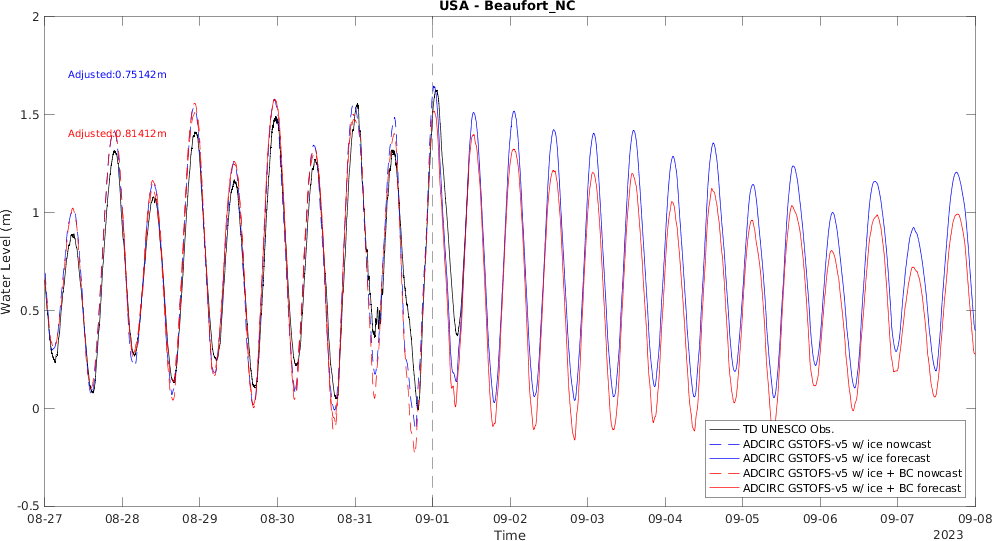 USA - Beaufort_NC
2
1.5
1
0.5
0
-0.5
Water Level (m)
Adjusted:0.75142m
Adjusted:0.81412m
TD UNESCO Obs.
ADCIRC GSTOFS-v5 w/ ice nowcast
ADCIRC GSTOFS-v5 w/ ice forecast
ADCIRC GSTOFS-v5 w/ ice + BC nowcast
ADCIRC GSTOFS-v5 w/ ice + BC forecast
08-27 08-28 08-29 08-30 08-31 09-01 09-02 09-03 09-04 09-05 09-06 09-07 09-08
Time
2023